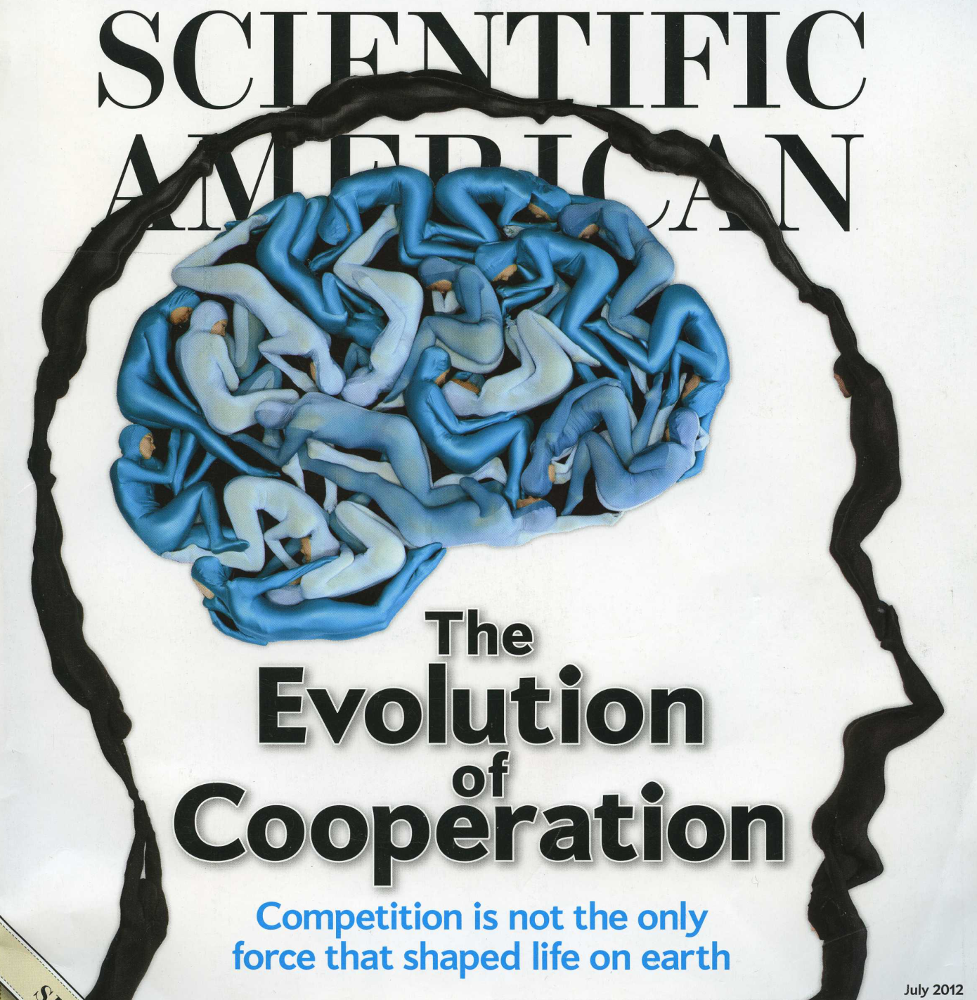 SCIENTIFIC
AMERICAN
The
Evolution
of
Cooperation
Competition is not the only
force that shaped life on earth
July 2012